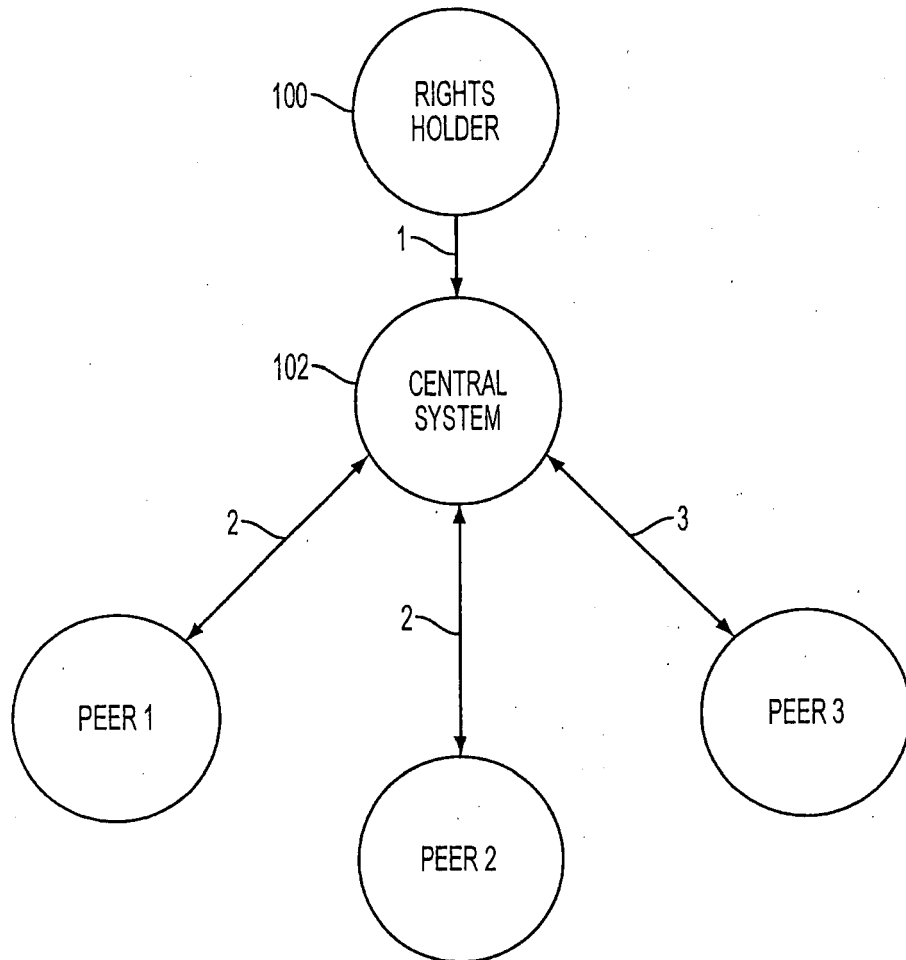 100
RIGHTS
HOLDER
1
102
CENTRAL
SYSTEM
2
3
2
PEER 1
PEER 3
PEER 2